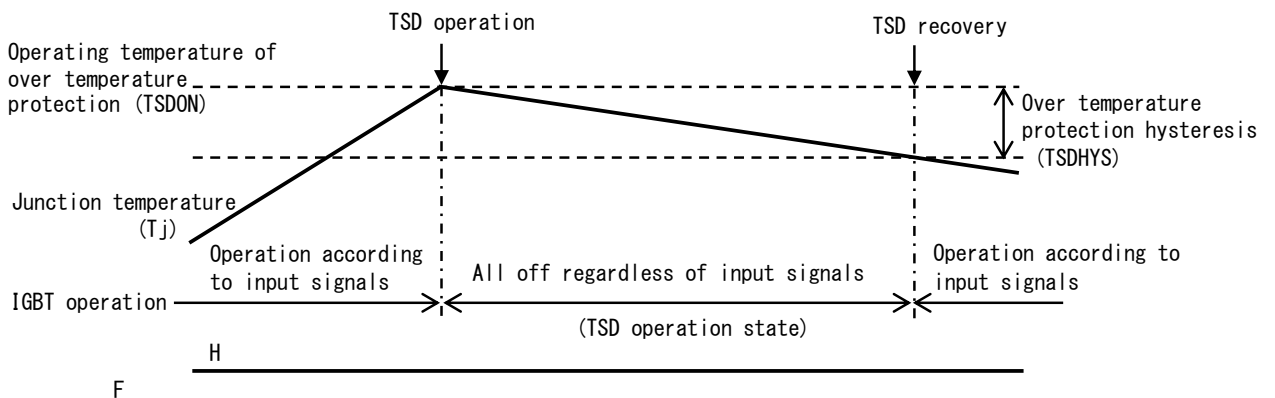 TSD operation
TSD recovery
Operating temperature of
over temperature
protection (TSDON)
Over temperature
protection hysteresis
(TSDHYS)
Junction temperature
(Tj)
Operation according
to input signals
All off regardless of input signals
Operation according to
input signals
IGBT operation
(TSD operation state)
H
F